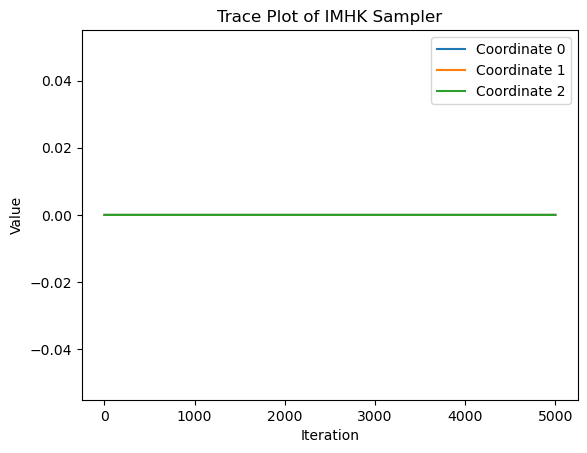 Trace Plot of IMHK Sampler
Coordinate 0
Coordinate 1
Coordinate 2
0.04
0.02
0.00
−0.02
−0.04
Value
0 1000 2000 3000 4000 5000
Iteration